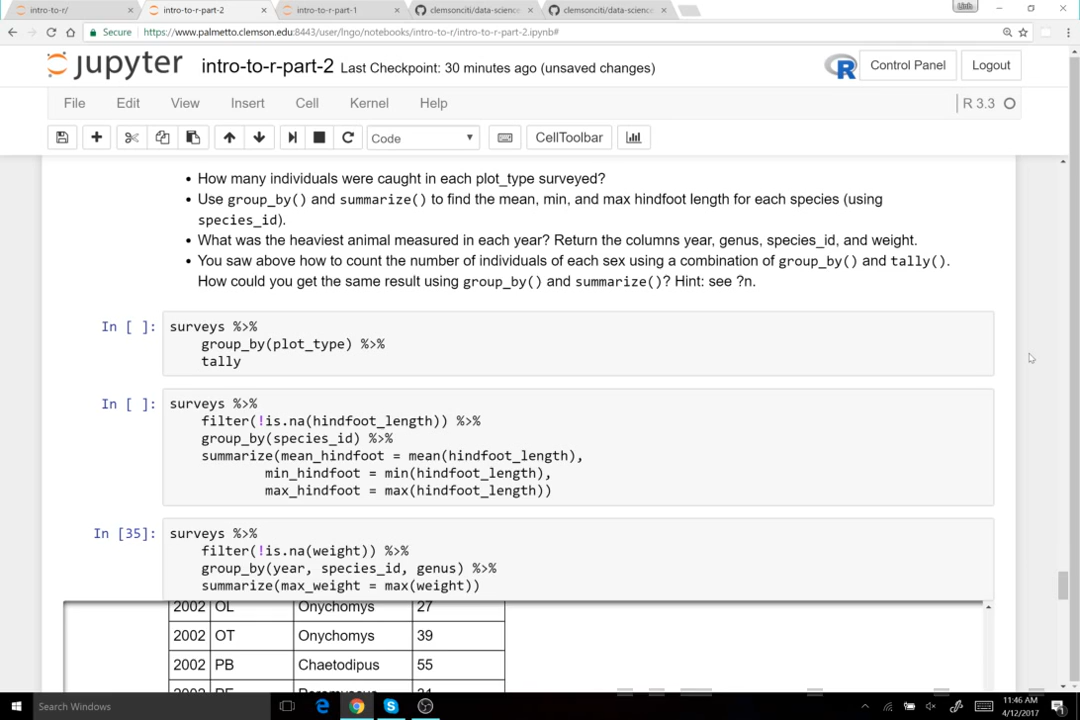 intro-to-r/
intro-to-r-part-2
intro-to-r-part-1
clemsonciti/data-science
clemsonciti/data-science
Secure
https://www.palmetto.clemson.edu:8443/user/lngo/notebooks/intro-to-r/intro-to-r-part-2.ipynb#
jupyter intro-to-r-part-2 Last Checkpoint: 30 minutes ago (unsaved changes)
R
Control Panel
Logout
File Edit View Insert Cell Kernel Help
R 3.3
Code
CellToolbar
• How many individuals were caught in each plot_type surveyed?
• Use group_by() and summarize() to find the mean, min, and max hindfoot length for each species (using
species_id).
• What was the heaviest animal measured in each year? Return the columns year, genus, species_id, and weight.
• You saw above how to count the number of individuals of each sex using a combination of group_by() and tally().
How could you get the same result using group_by() and summarize()? Hint: see ?n.
In [ ]: surveys %>%
group_by(plot_type) %>%
tally
In [ ]: surveys %>%
filter(!is.na(hindfoot_length)) %>%
group_by(species_id) %>%
summarize(mean_hindfoot = mean(hindfoot_length),
min_hindfoot = min(hindfoot_length),
max_hindfoot = max(hindfoot_length))
In [35]: surveys %>%
filter(!is.na(weight)) %>%
group_by(year, species_id, genus) %>%
summarize(max_weight = max(weight))
2002 OL Onychomys 27
2002 OT Onychomys 39
2002 PB Chaetodipus 55
Search Windows
11:46 AM
4/12/2017